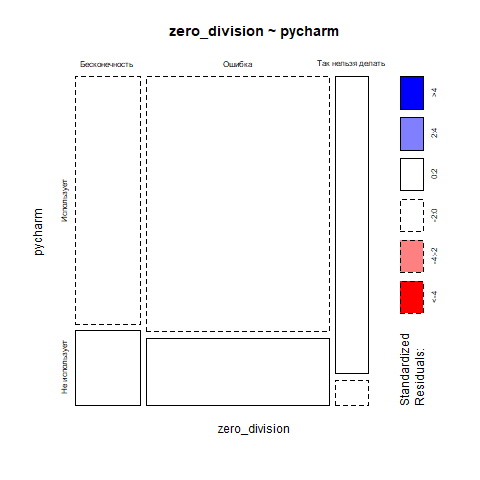 zero_division ~ pycharm
Бесконечность Ошибка Так нельзя делать
pycharm
Использует
Не использует
zero_division
>4
2:4
0:2
-2:0
-4:-2
<-4
Standardized
Residuals: